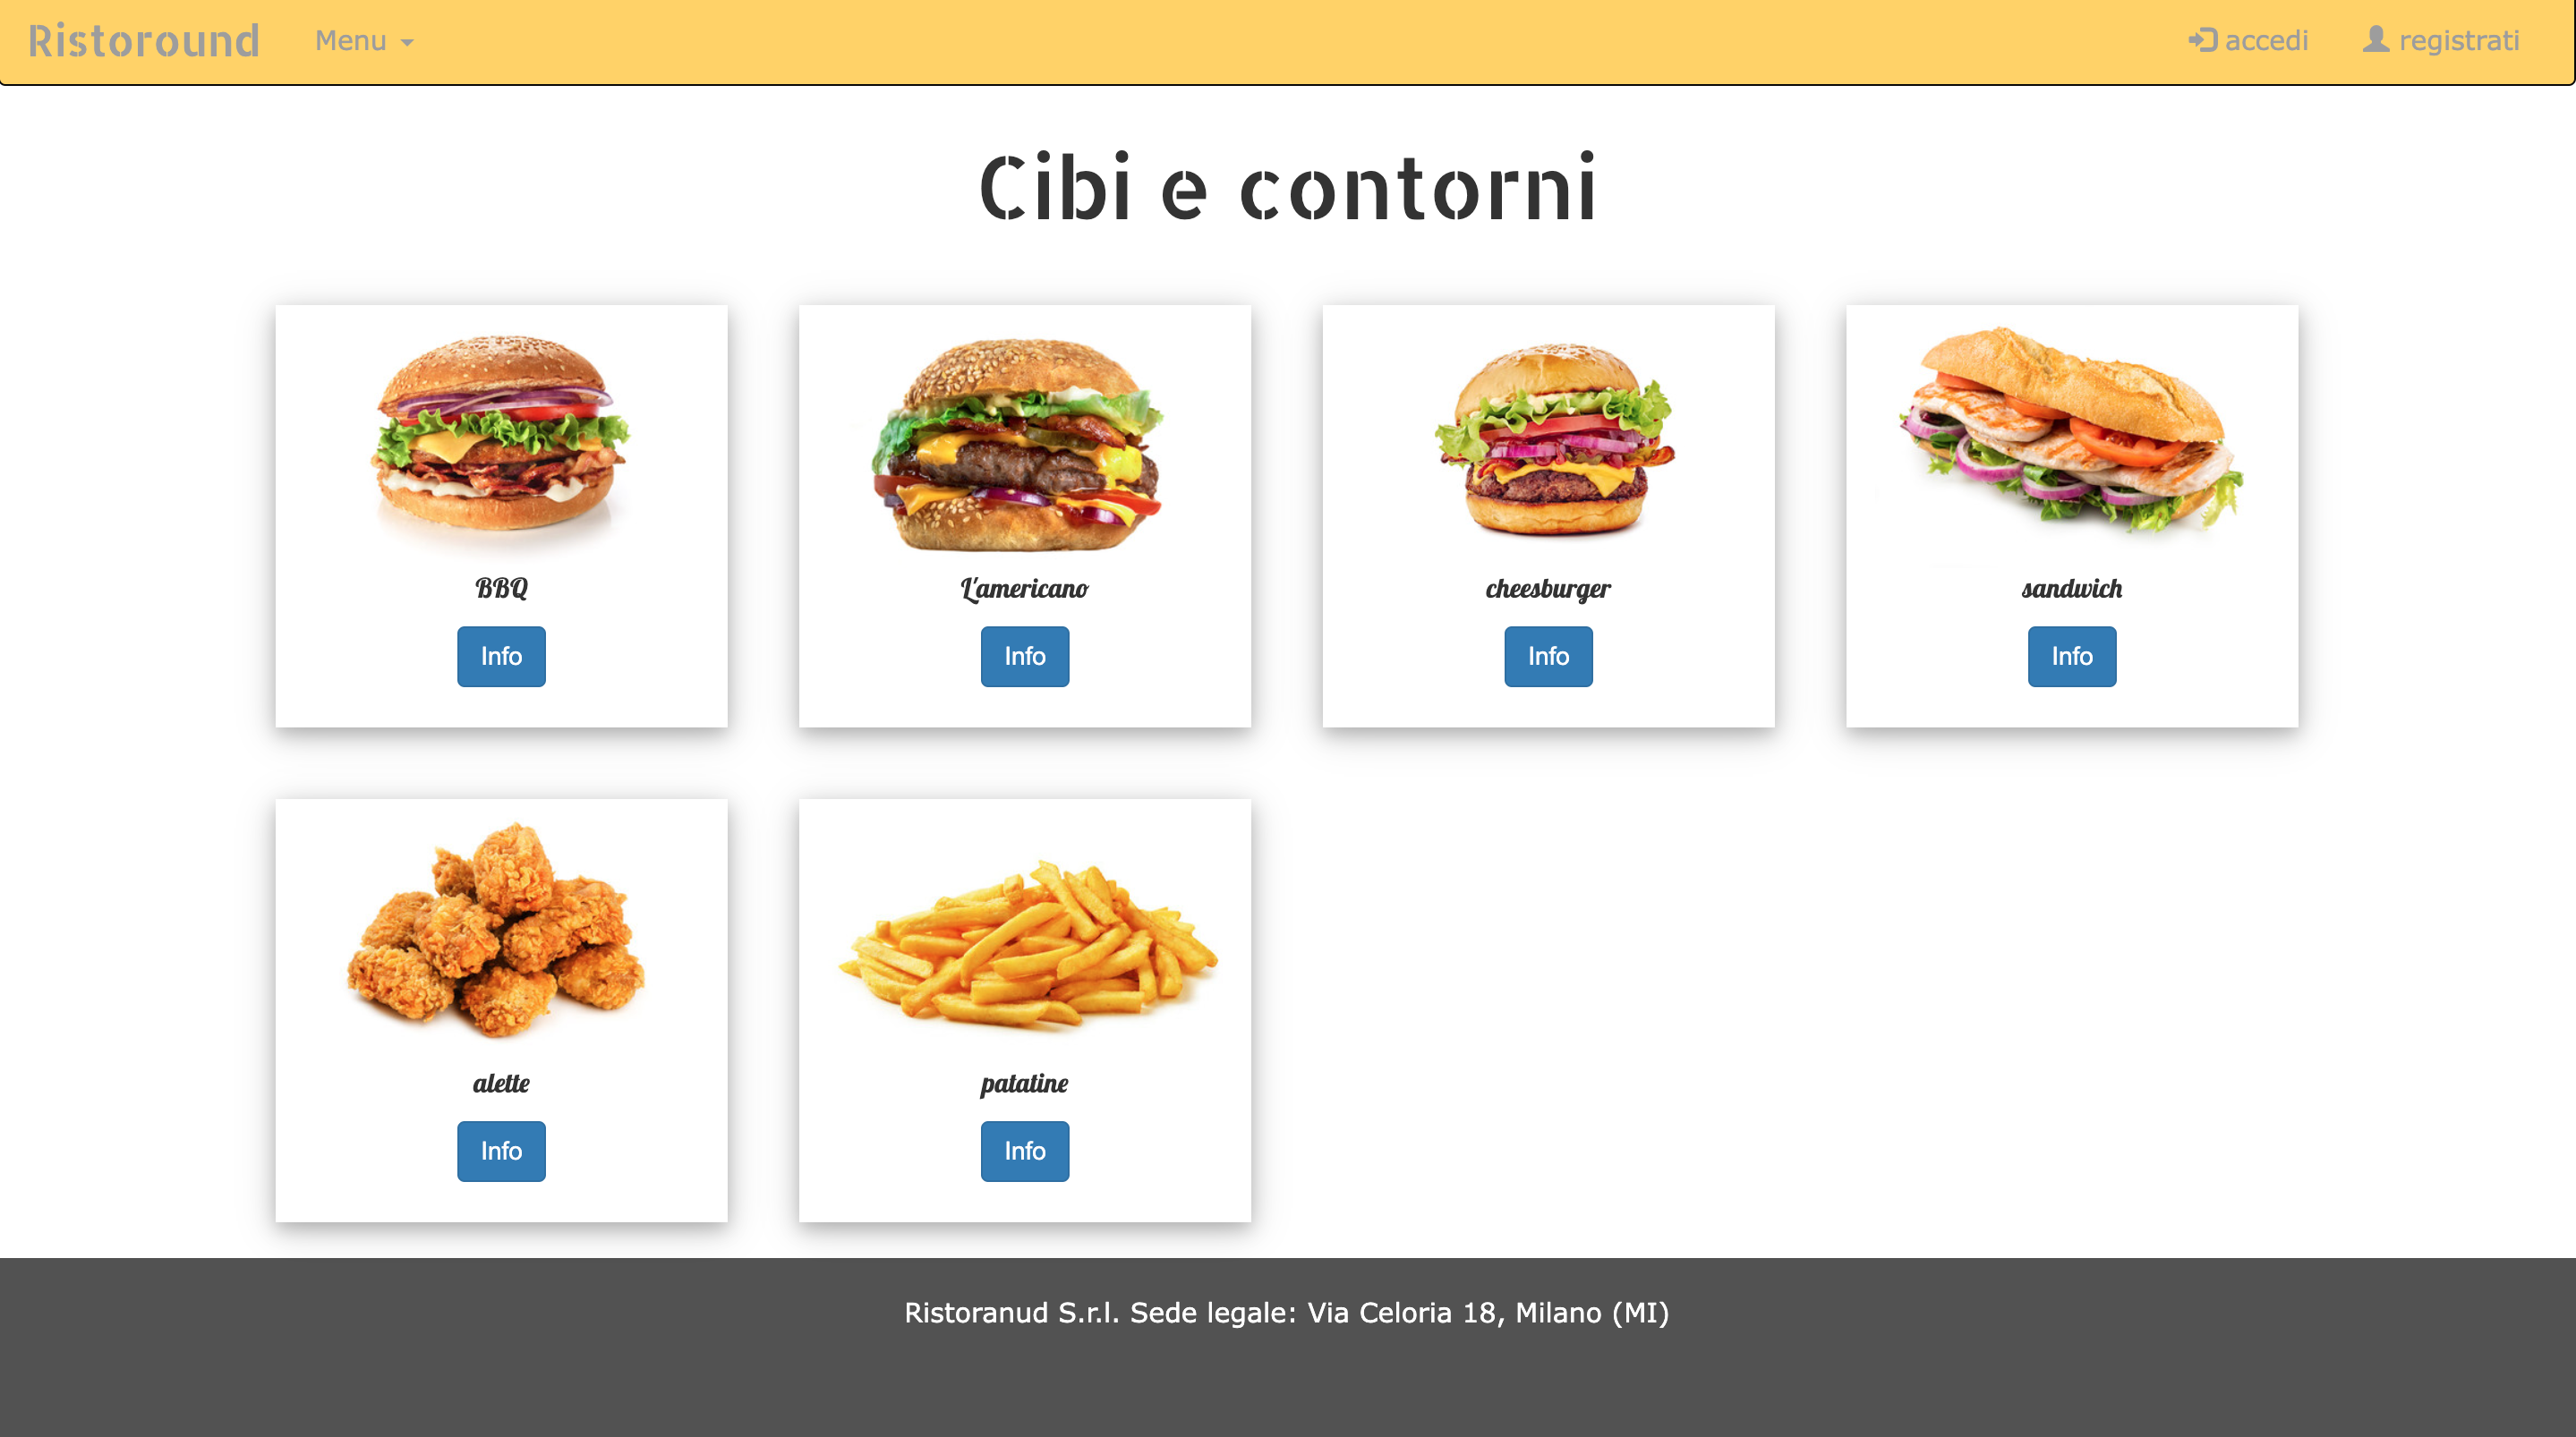 Ristoround Menu accedi registrati
Cibi e contorni
BBQ L'americano cheesburger sandwich
Info Info Info Info
alette patatine
Info Info
Ristoranud S.r.l. Sede legale: Via Celoria 18, Milano (MI)